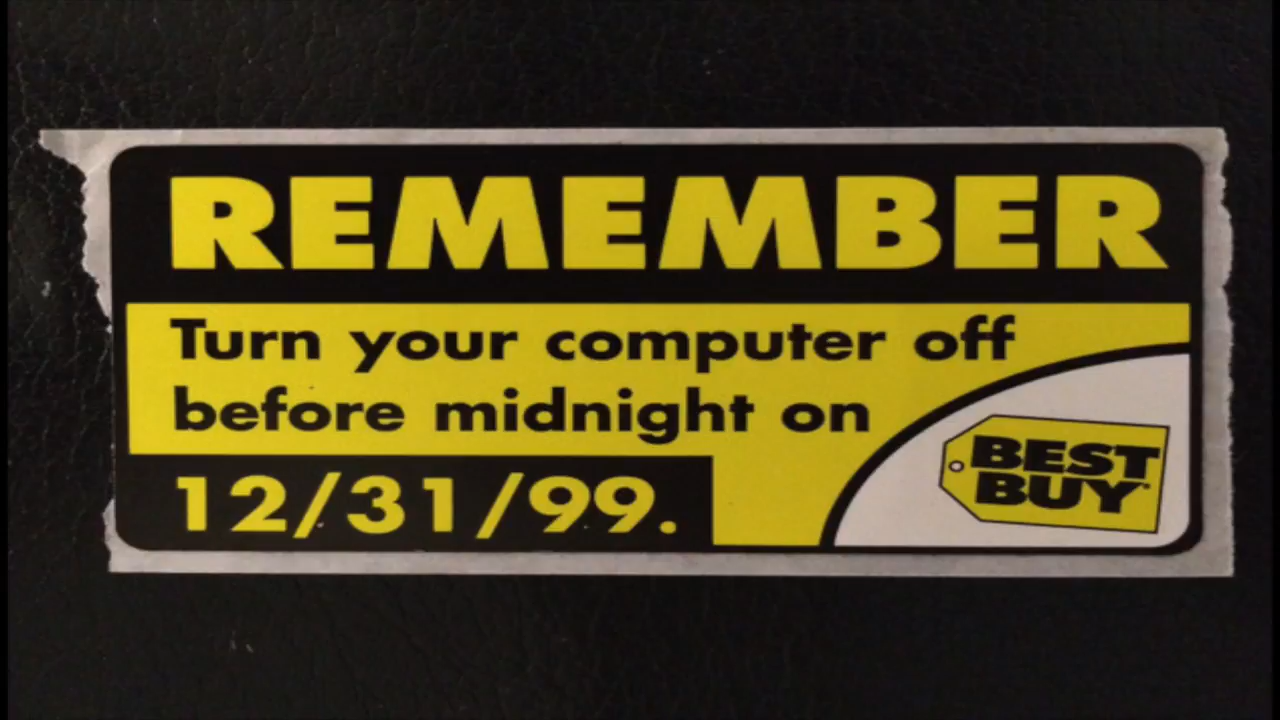 REMEMBER
Turn your computer off
before midnight on
12/31/99.
BEST
BUY